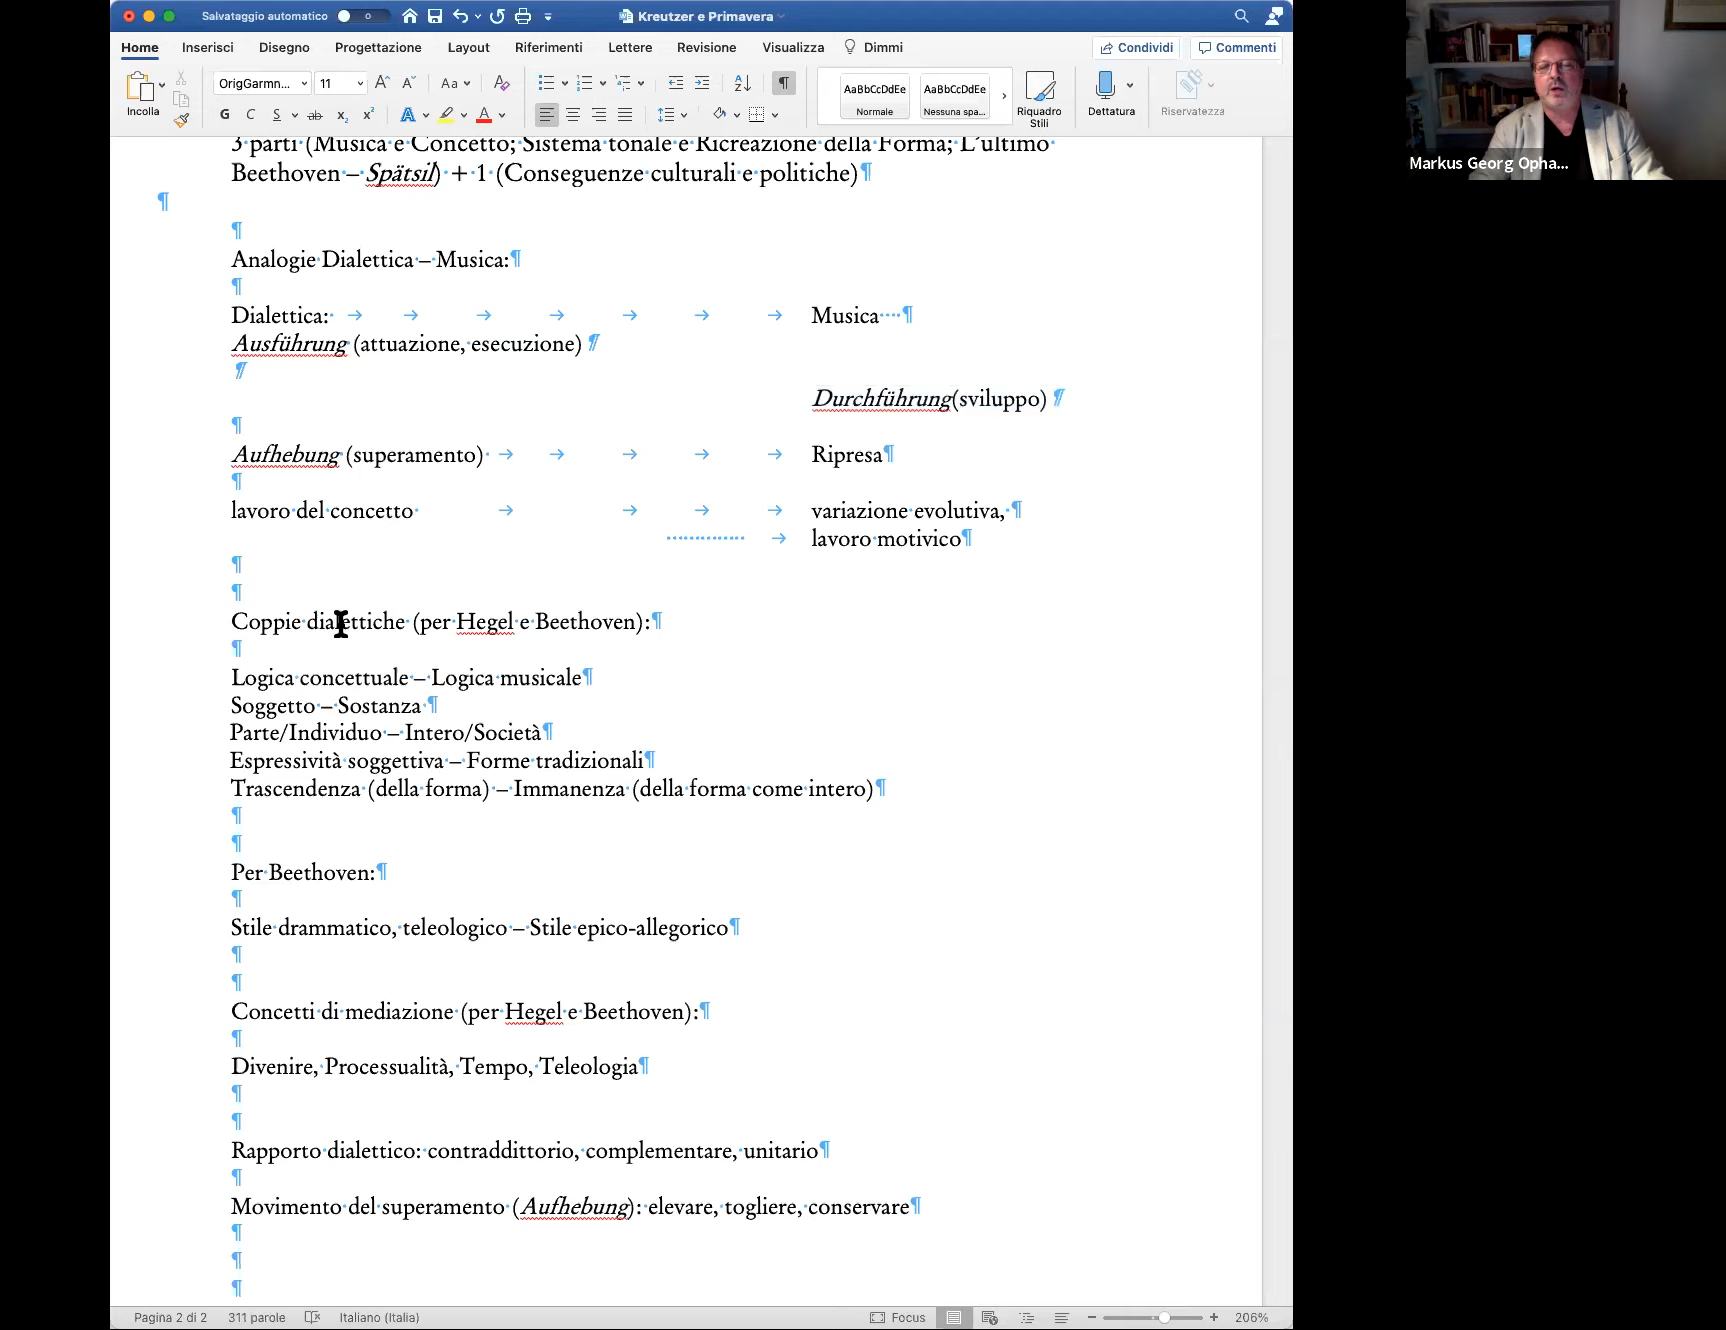 Salvataggio automatico
Kreutzer e Primavera
Home Inserisci Disegno Progettazione Layout Riferimenti Lettere Revisione Visualizza Dimmi Condividi Commenti
Incolla
OrigGarmn... 11
Aa
G C S ab x₂ x²
AaBbCcDdEe
Normale
AaBbCcDdEe
Nessuna spa...
Riquadro
Stili
Dettatura
Riservatezza
3 parti (Musica e Concetto; Sistema tonale e Ricreazione della Forma; L'ultimo
Beethoven – Spätsil) + 1 (Conseguenze culturali e politiche)¶
¶
¶
Analogie Dialettica – Musica:¶
¶
Dialettica: → → → → → → → Musica····¶
Ausführung (attuazione, esecuzione) ¶
¶
Durchführung(sviluppo) ¶
¶
Aufhebung (superamento) → → → → → Ripresa¶
¶
lavoro del concetto → → → → variazione evolutiva, ¶
→ lavoro motivico¶
¶
¶
Coppie dialettiche (per Hegel e Beethoven):¶
¶
Logica concettuale – Logica musicale¶
Soggetto – Sostanza ¶
Parte/Individuo – Intero/Società¶
Espressività soggettiva – Forme tradizionali¶
Trascendenza (della forma) – Immanenza (della forma come intero)¶
¶
¶
Per Beethoven:¶
¶
Stile drammatico, teleologico – Stile epico-allegorico¶
¶
¶
Concetti di mediazione (per Hegel e Beethoven):¶
¶
Divenire, Processualità, Tempo, Teleologia¶
¶
¶
Rapporto dialettico: contraddittorio, complementare, unitario¶
¶
Movimento del superamento (Aufhebung): elevare, togliere, conservare¶
¶
¶
¶
Pagina 2 di 2 311 parole Italiano (Italia) Focus 206%
Markus Georg Opha...